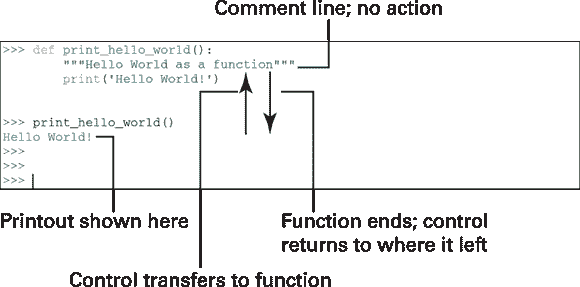 Comment line; no action
>>> def print_hello_world():
"""Hello World as a function"""
print('Hello World!')
>>> print_hello_world()
Hello World!
>>>
>>>
>>>
Printout shown here
Function ends; control
returns to where it left
Control transfers to function